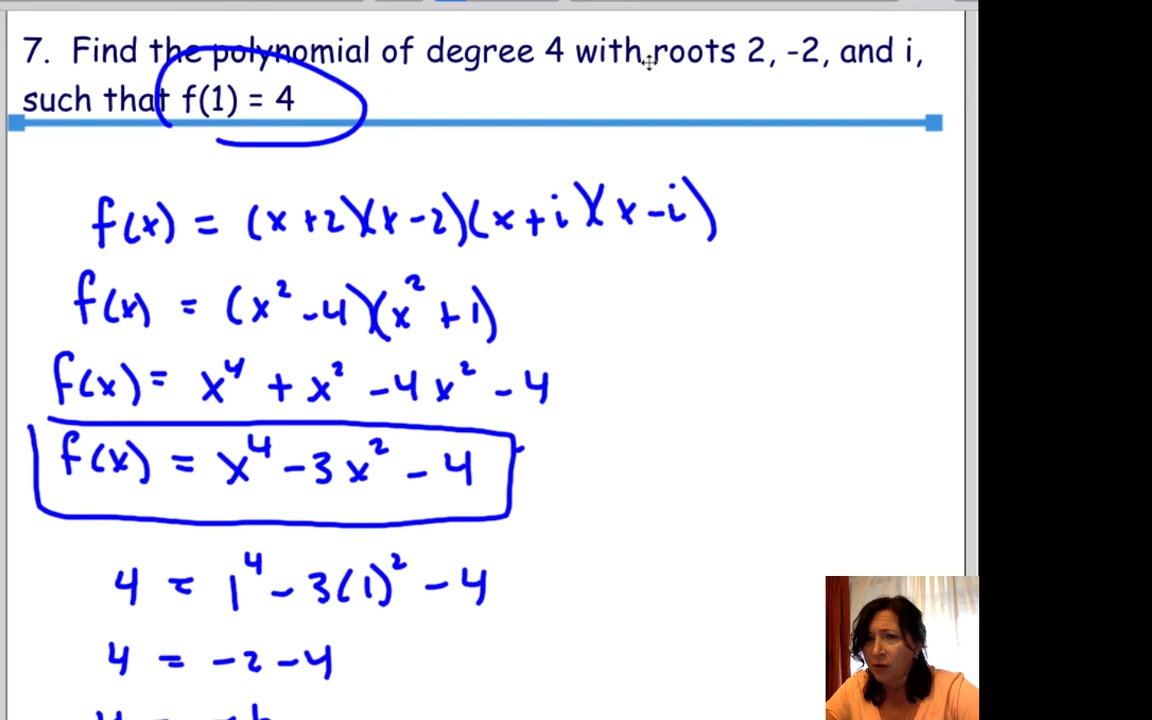 7. Find the polynomial of degree 4 with roots 2, -2, and i,
such that f(1) = 4
f(x) = (x+2)(x-2)(x+i)(x-i)
f(x) = (x² -4)(x² +1)
f(x) = x⁴ + x² -4x² -4
f(x) = x⁴ -3x² -4
4 = 1⁴ -3(1)² -4
4 = -2-4